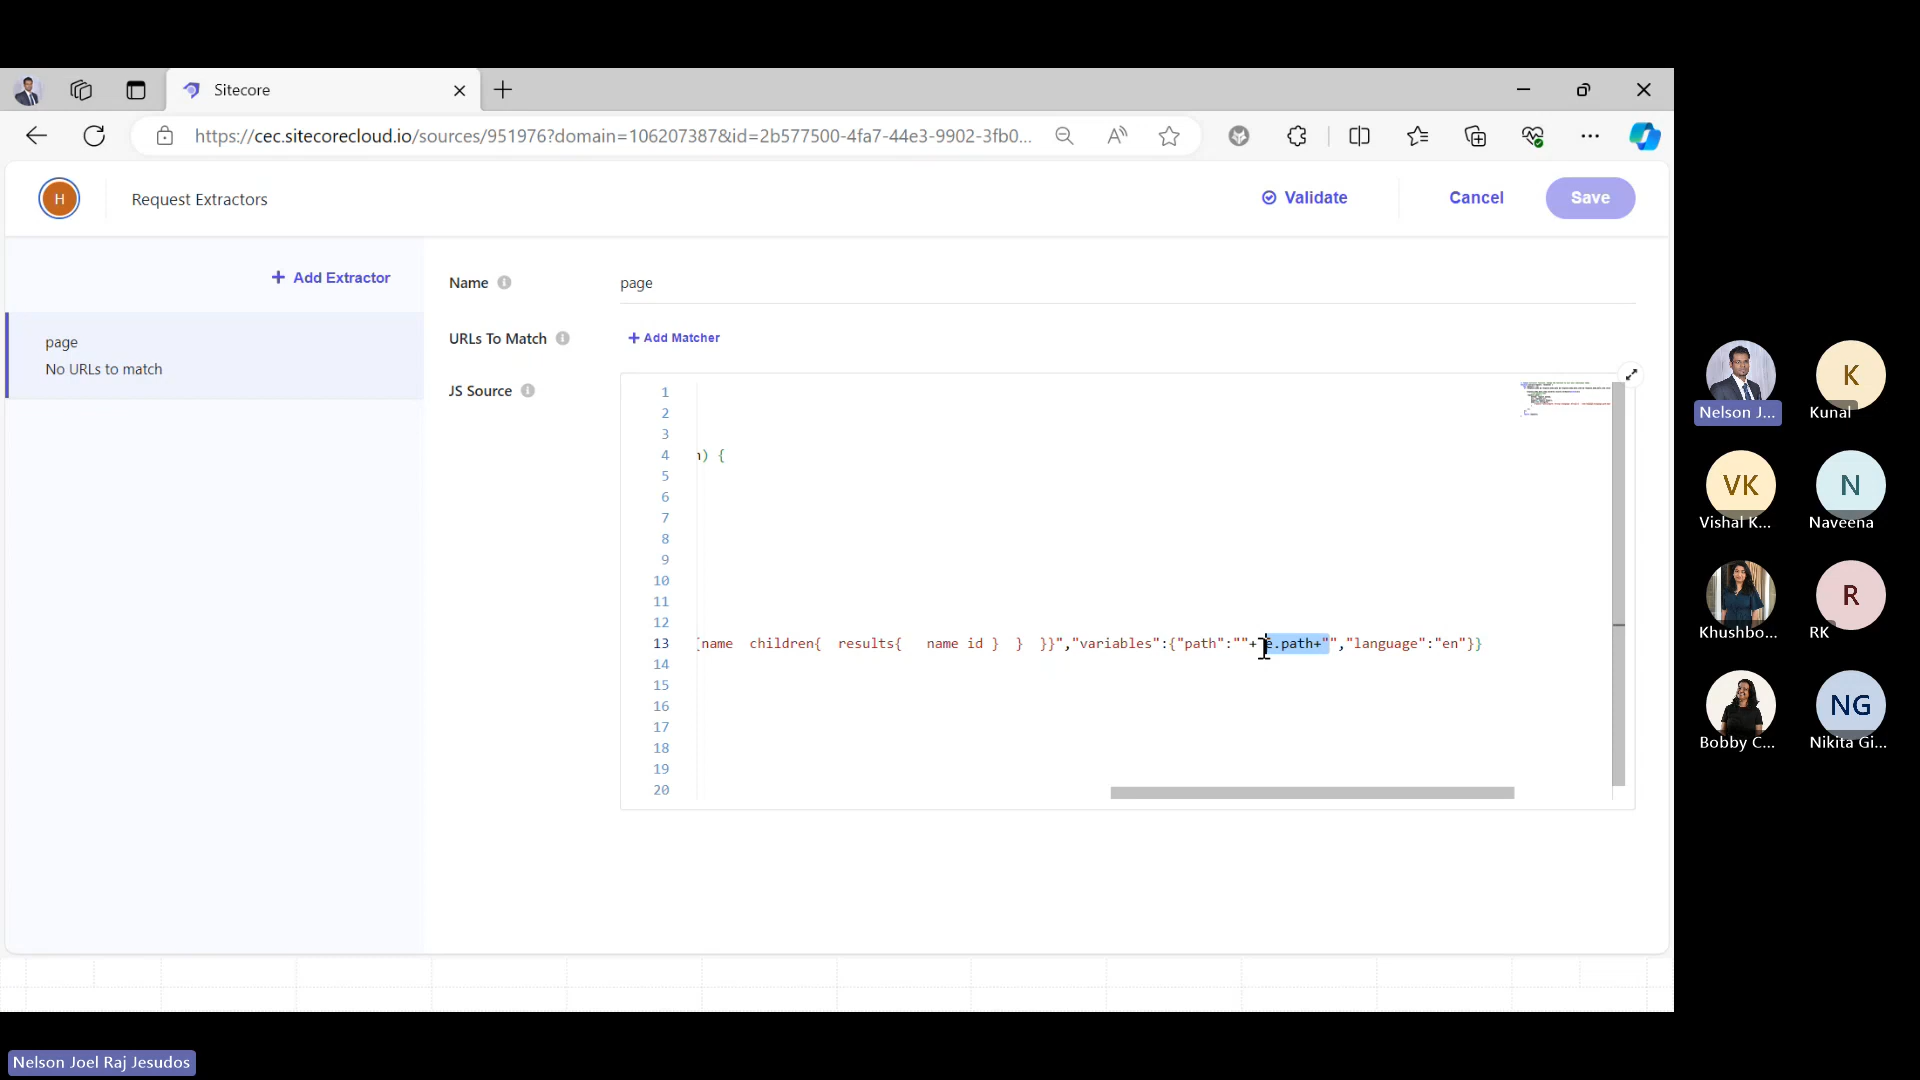 Sitecore
https://cec.sitecorecloud.io/sources/951976?domain=106207387&id=2b577500-4fa7-44e3-9902-3fb0...
H
Request Extractors
Validate
Cancel
Save
+ Add Extractor
page
No URLs to match
Name
page
URLs To Match
+ Add Matcher
JS Source
1
2
3
4 ) {
5
6
7
8
9
10
11
12
13 {name children{ results{ name id } } }}","variables":{"path":""+ e.path+"","language":"en"}}
14
15
16
17
18
19
20
Nelson J...
K
Kunal
VK
Vishal K...
N
Naveena
Khushbo...
R
RK
Bobby C...
NG
Nikita Gi...
Nelson Joel Raj Jesudos